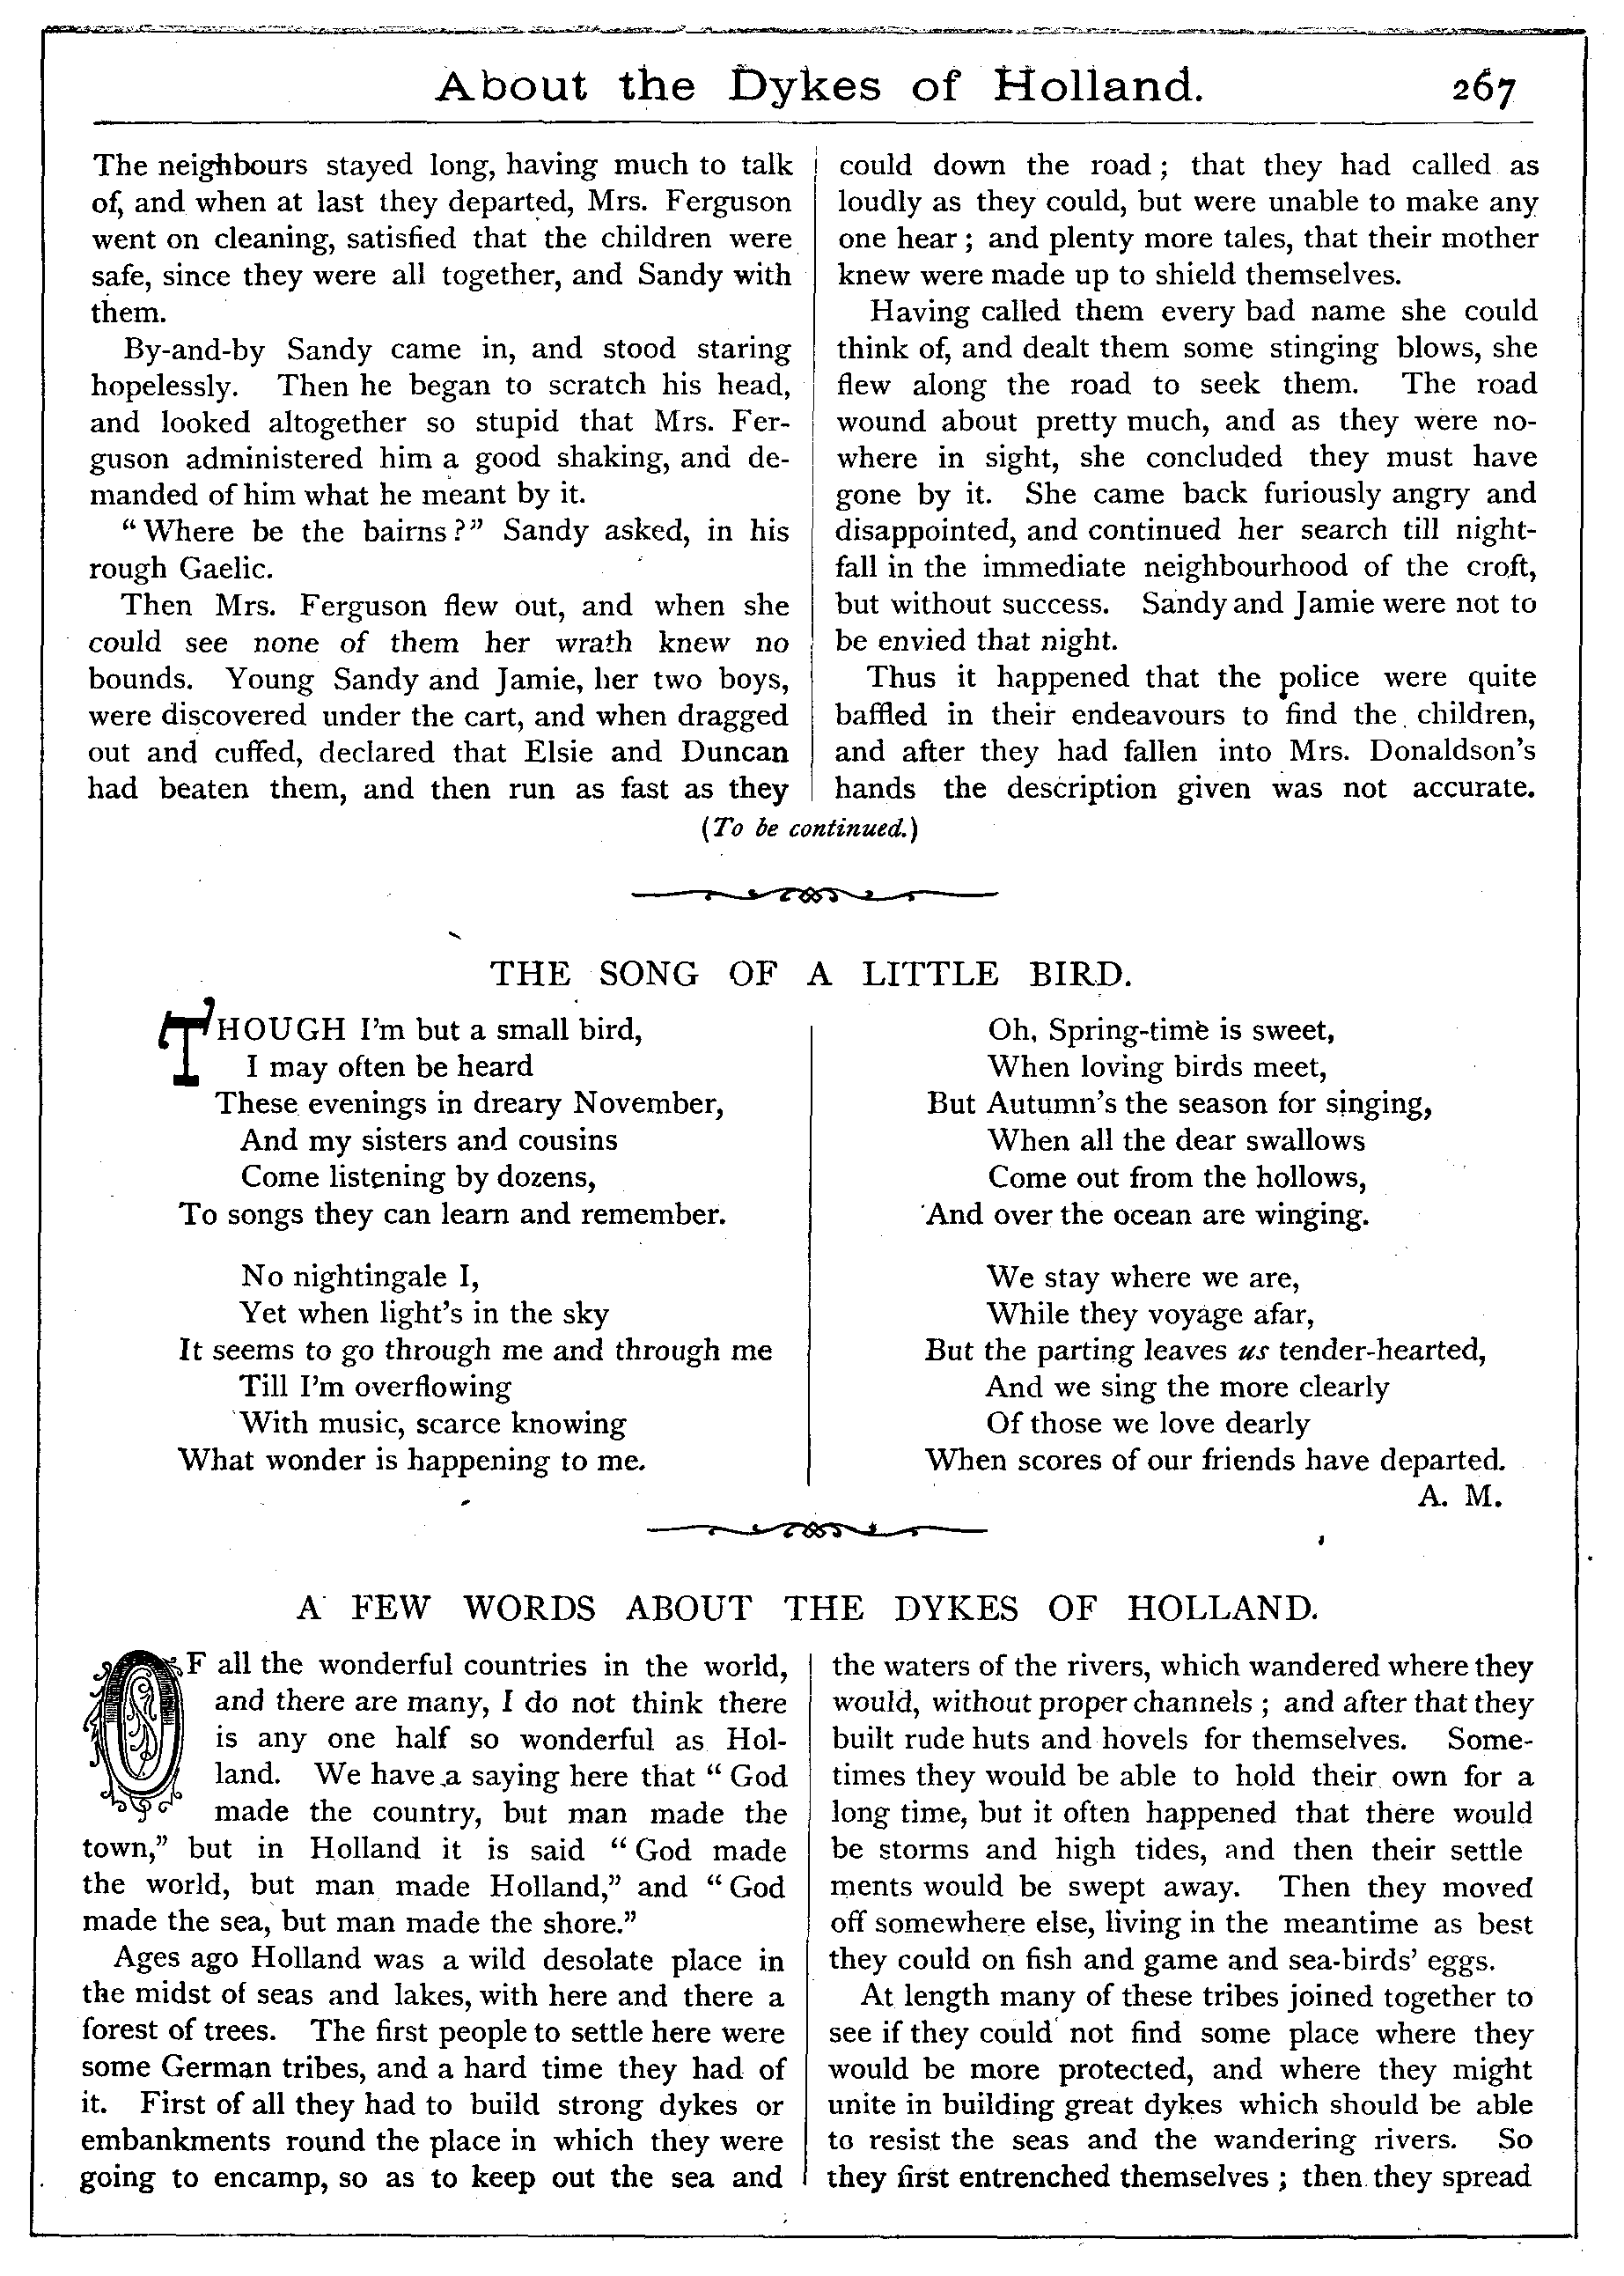 About the Dykes of Holland. 267
The neighbours stayed long, having much to talk
of, and when at last they departed, Mrs. Ferguson
went on cleaning, satisfied that the children were
safe, since they were all together, and Sandy with
them.
By-and-by Sandy came in, and stood staring
hopelessly. Then he began to scratch his head,
and looked altogether so stupid that Mrs. Fer-
guson administered him a good shaking, and de-
manded of him what he meant by it.
“Where be the bairns?” Sandy asked, in his
rough Gaelic.
Then Mrs. Ferguson flew out, and when she
could see none of them her wrath knew no
bounds. Young Sandy and Jamie, her two boys,
were discovered under the cart, and when dragged
out and cuffed, declared that Elsie and Duncan
had beaten them, and then run as fast as they
could down the road; that they had called as
loudly as they could, but were unable to make any
one hear; and plenty more tales, that their mother
knew were made up to shield themselves.
Having called them every bad name she could
think of, and dealt them some stinging blows, she
flew along the road to seek them. The road
wound about pretty much, and as they were no-
where in sight, she concluded they must have
gone by it. She came back furiously angry and
disappointed, and continued her search till night-
fall in the immediate neighbourhood of the croft,
but without success. Sandy and Jamie were not to
be envied that night.
Thus it happened that the police were quite
baffled in their endeavours to find the children,
and after they had fallen into Mrs. Donaldson’s
hands the description given was not accurate.
(To be continued.)
THE SONG OF A LITTLE BIRD.
THOUGH I’m but a small bird,
I may often be heard
These evenings in dreary November,
And my sisters and cousins
Come listening by dozens,
To songs they can learn and remember.
No nightingale I,
Yet when light’s in the sky
It seems to go through me and through me
Till I’m overflowing
With music, scarce knowing
What wonder is happening to me.
Oh, Spring-time is sweet,
When loving birds meet,
But Autumn’s the season for singing,
When all the dear swallows
Come out from the hollows,
And over the ocean are winging.
We stay where we are,
While they voyage afar,
But the parting leaves us tender-hearted,
And we sing the more clearly
Of those we love dearly
When scores of our friends have departed.
A. M.
A FEW WORDS ABOUT THE DYKES OF HOLLAND.
OF all the wonderful countries in the world,
and there are many, I do not think there
is any one half so wonderful as Hol-
land. We have a saying here that “God
made the country, but man made the
town,” but in Holland it is said “God made
the world, but man made Holland,” and “God
made the sea, but man made the shore.”
Ages ago Holland was a wild desolate place in
the midst of seas and lakes, with here and there a
forest of trees. The first people to settle here were
some German tribes, and a hard time they had of
it. First of all they had to build strong dykes or
embankments round the place in which they were
going to encamp, so as to keep out the sea and
the waters of the rivers, which wandered where they
would, without proper channels; and after that they
built rude huts and hovels for themselves. Some-
times they would be able to hold their own for a
long time, but it often happened that there would
be storms and high tides, and then their settle
ments would be swept away. Then they moved
off somewhere else, living in the meantime as best
they could on fish and game and sea-birds’ eggs.
At length many of these tribes joined together to
see if they could not find some place where they
would be more protected, and where they might
unite in building great dykes which should be able
to resist the seas and the wandering rivers. So
they first entrenched themselves; then they spread